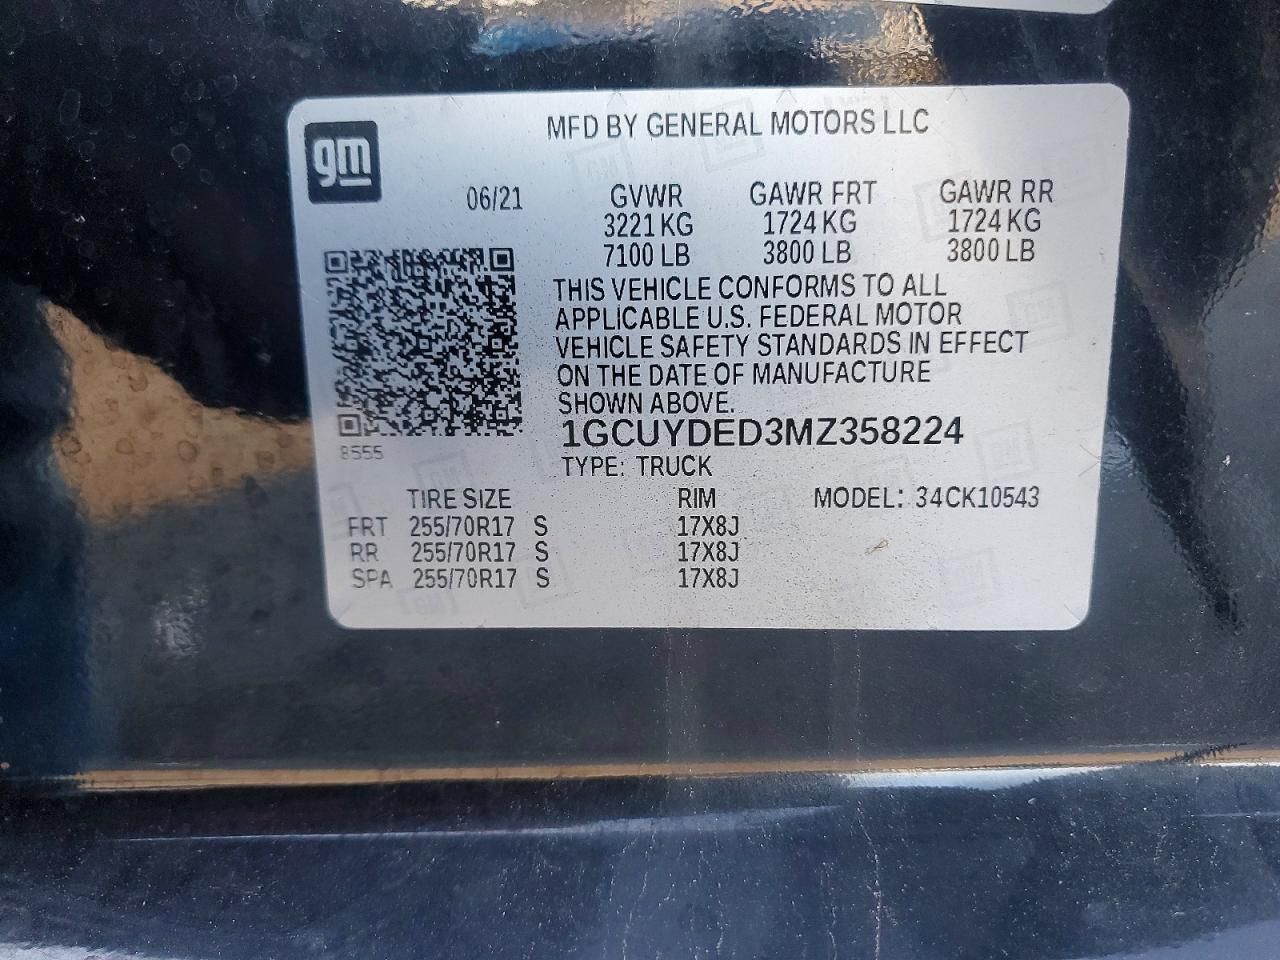 MFD BY GENERAL MOTORS LLC
gm
06/21 GVWR GAWR FRT GAWR RR
3221 KG 1724 KG 1724 KG
7100 LB 3800 LB 3800 LB
THIS VEHICLE CONFORMS TO ALL
APPLICABLE U.S. FEDERAL MOTOR
VEHICLE SAFETY STANDARDS IN EFFECT
ON THE DATE OF MANUFACTURE
SHOWN ABOVE.
1GCUYDED3MZ358224
8555
TYPE: TRUCK
TIRE SIZE RIM MODEL: 34CK10543
FRT 255/70R17 S 17X8J
RR 255/70R17 S 17X8J
SPA 255/70R17 S 17X8J